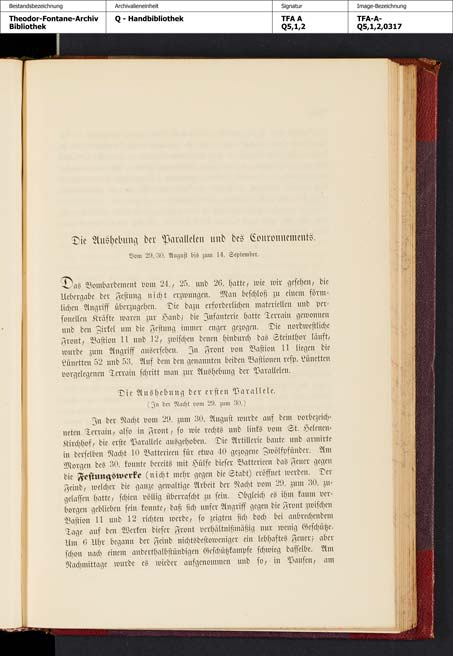 Bestandsbezeichnung Archivalieneinheit Signatur Image-Bezeichnung
Theodor-Fontane-Archiv Q - Handbibliothek TFA A TFA-A-
Bibliothek Q5,1,2 Q5,1,2,0317
Die Aushebung der Parallelen und des Couronnements.
Vom 29./30. August bis zum 14. September.
Das Bombardement vom 24., 25. und 26. hatte, wie wir gesehen, die
Uebergabe der Festung nicht erzwungen. Man beschloß zu einem förm-
lichen Angriff überzugehen. Die dazu erforderlichen materiellen und per-
sonellen Kräfte waren zur Hand; die Infanterie hatte Terrain gewonnen
und den Zirkel um die Festung immer enger gezogen. Die nordwestliche
Front, Bastion 11 und 12, zwischen denen hindurch das Steinthor läuft,
wurde zum Angriff ausersehen. In Front von Bastion 11 liegen die
Lünetten 52 und 53. Auf dem den genannten beiden Bastionen resp. Lünetten
vorgelegenen Terrain schritt man zur Aushebung der Parallelen.
Die Aushebung der ersten Parallele.
(In der Nacht vom 29. zum 30.)
In der Nacht vom 29. zum 30. August wurde auf dem vorbezeich-
neten Terrain, also in Front, so wie rechts und links vom St. Helenen-
Kirchhof, die erste Parallele ausgehoben. Die Artillerie baute und armirte
in derselben Nacht 10 Batterieen für etwa 40 gezogene Zwölfpfünder. Am
Morgen des 30. konnte bereits mit Hülfe dieser Batterieen das Feuer gegen
die Festungswerke (nicht mehr gegen die Stadt) eröffnet werden. Der
Feind, welcher die ganze gewaltige Arbeit der Nacht vom 29. zum 30. zu-
gelassen hatte, schien völlig überrascht zu sein. Obgleich es ihm kaum ver-
borgen geblieben sein konnte, daß sich unser Angriff gegen die Front zwischen
Bastion 11 und 12 richten werde, so zeigten sich doch bei anbrechendem
Tage auf den Werken dieser Front verhältnißmäßig nur wenig Geschütze.
Um 6 Uhr begann der Feind nichtsdestoweniger ein lebhaftes Feuer; aber
schon nach einem anderthalbstündigen Geschützkampfe schwieg dasselbe. Am
Nachmittage wurde es wieder aufgenommen und so, in Pausen, am